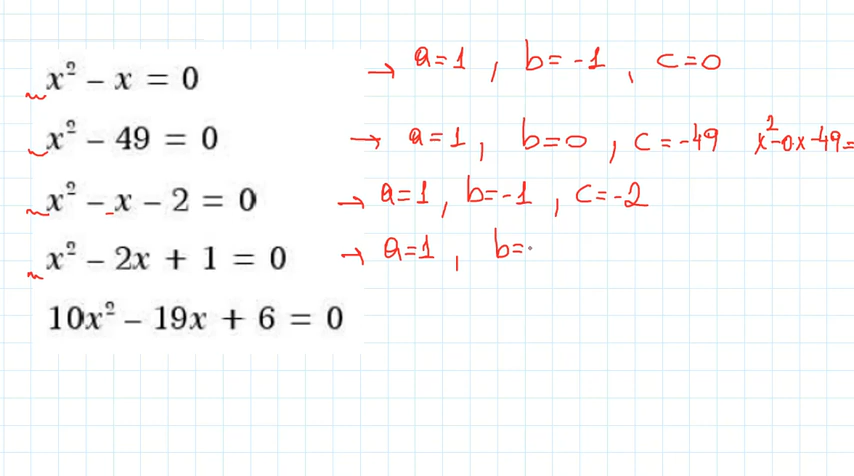 x² − x = 0 → a=1 , b=-1 , c=0
x² − 49 = 0 → a=1 , b=0 , c=-49 x²-0x-49=
x² − x − 2 = 0 → a=1 , b=-1 , c=-2
x² − 2x + 1 = 0 → a=1 , b=
10x² − 19x + 6 = 0